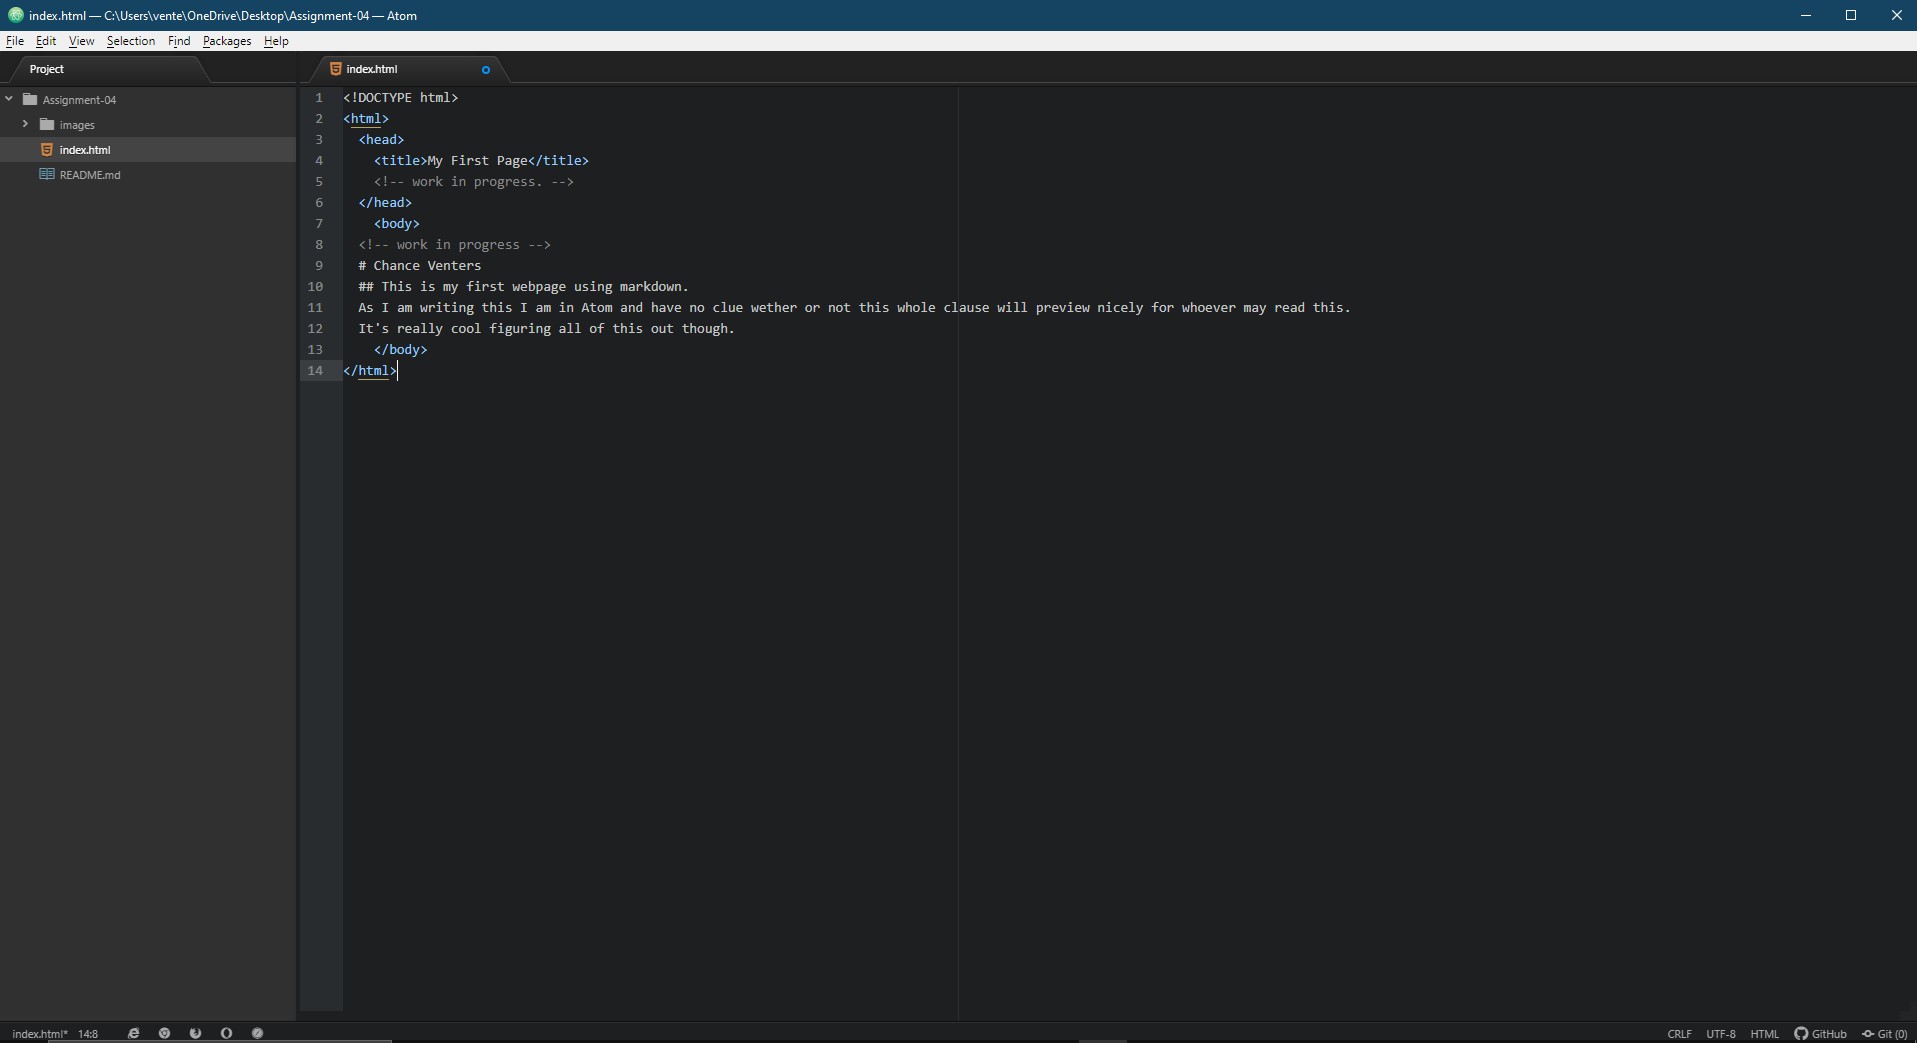 index.html — C:\Users\vente\OneDrive\Desktop\Assignment-04 — Atom
File Edit View Selection Find Packages Help
Project
index.html
Assignment-04
images
index.html
README.md
1 <!DOCTYPE html>
2 <html>
3 <head>
4 <title>My First Page</title>
5 <!-- work in progress. -->
6 </head>
7 <body>
8 <!-- work in progress -->
9 # Chance Venters
10 ## This is my first webpage using markdown.
11 As I am writing this I am in Atom and have no clue wether or not this whole clause will preview nicely for whoever may read this.
12 It's really cool figuring all of this out though.
13 </body>
14 </html>
index.html* 14:8 CRLF UTF-8 HTML GitHub Git (0)